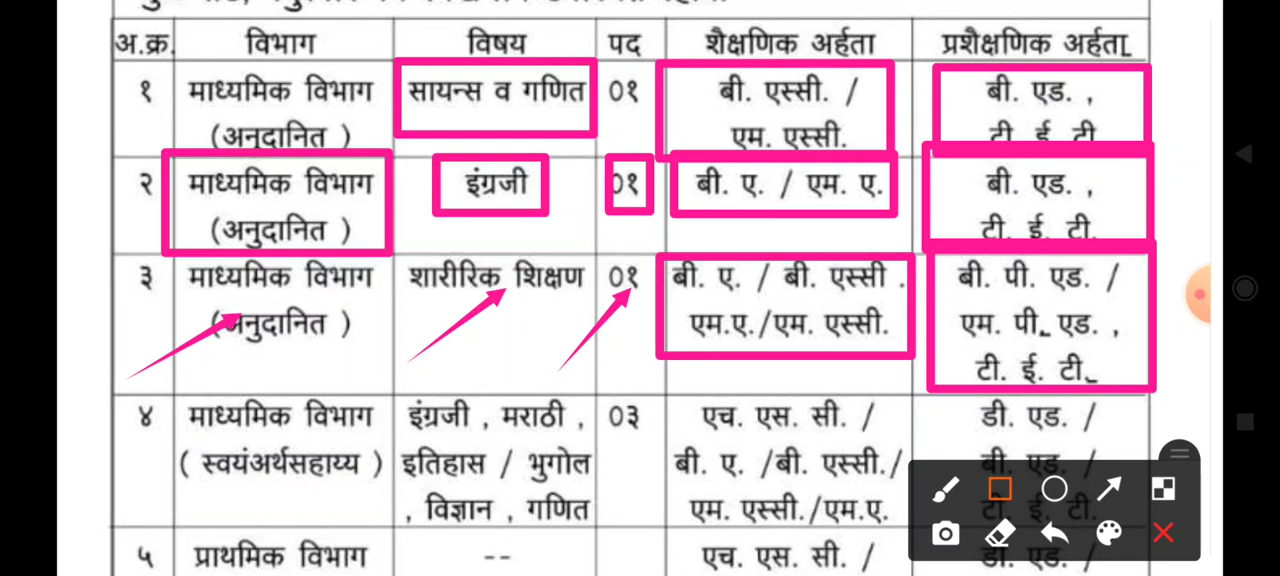 अ.क्र. विभाग विषय पद शैक्षणिक अर्हता प्रशैक्षणिक अर्हता
१ माध्यमिक विभाग सायन्स व गणित ०१ बी. एस्सी. / बी. एड. ,
(अनुदानित ) एम. एस्सी. टी. ई. टी.
२ माध्यमिक विभाग इंग्रजी ०१ बी. ए. / एम. ए. बी. एड. ,
(अनुदानित ) टी. ई. टी.
३ माध्यमिक विभाग शारीरिक शिक्षण ०१ बी. ए. / बी. एस्सी . बी. पी. एड. /
(अनुदानित ) एम.ए./एम. एस्सी. एम. पी. एड. ,
टी. ई. टी.
४ माध्यमिक विभाग इंग्रजी , मराठी , ०३ एच. एस. सी. / डी. एड. /
( स्वयंअर्थसहाय्य ) इतिहास / भुगोल बी. ए. /बी. एस्सी./ बी. एड. /
, विज्ञान , गणित एम. एस्सी./एम.ए. टी. ई. टी.
५ प्राथमिक विभाग -- एच. एस. सी. / डी. एड. /